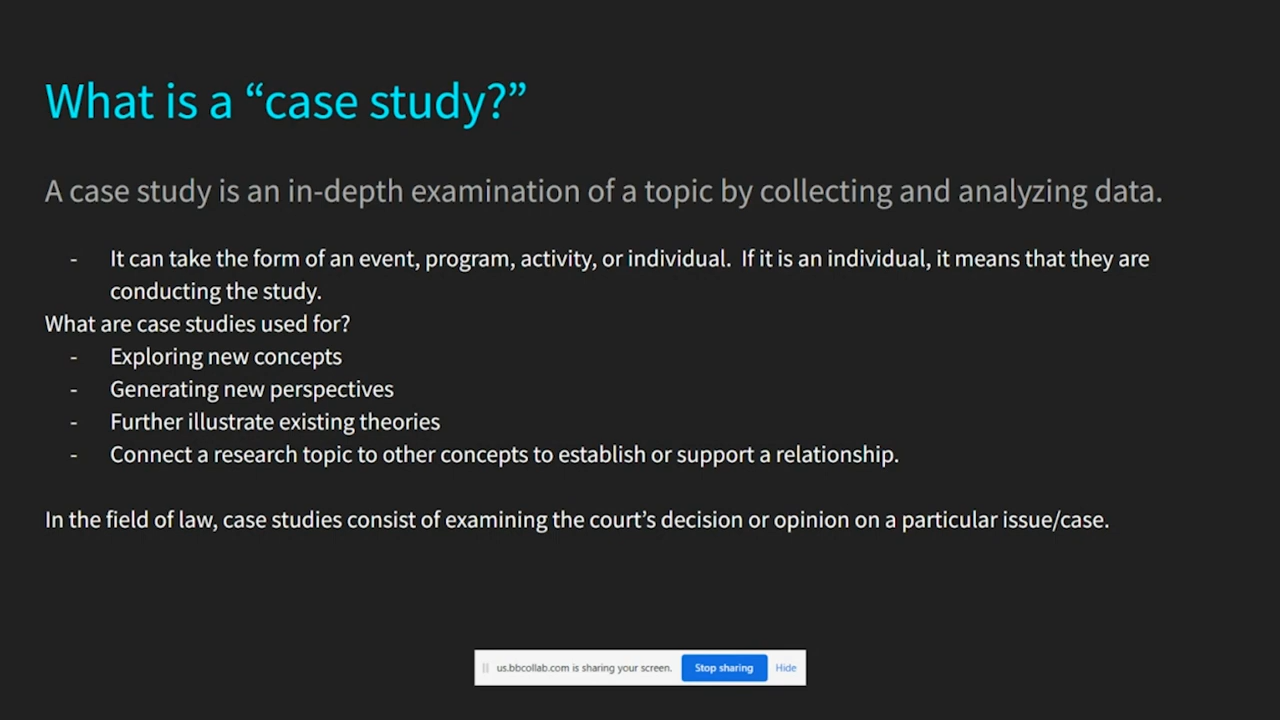 What is a “case study?”
A case study is an in-depth examination of a topic by collecting and analyzing data.
- It can take the form of an event, program, activity, or individual.  If it is an individual, it means that they are
conducting the study.
What are case studies used for?
- Exploring new concepts
- Generating new perspectives
- Further illustrate existing theories
- Connect a research topic to other concepts to establish or support a relationship.
In the field of law, case studies consist of examining the court’s decision or opinion on a particular issue/case.
us.bbcollab.com is sharing your screen. Stop sharing Hide